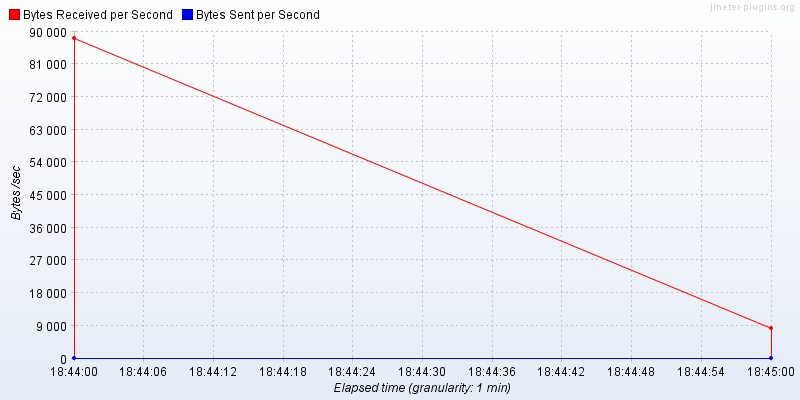 jmeter-plugins.org
Bytes Received per Second Bytes Sent per Second
90 000
81 000
72 000
63 000
54 000
45 000
36 000
27 000
18 000
9 000
0
Bytes /sec
18:44:00 18:44:06 18:44:12 18:44:18 18:44:24 18:44:30 18:44:36 18:44:42 18:44:48 18:44:54 18:45:00
Elapsed time (granularity: 1 min)